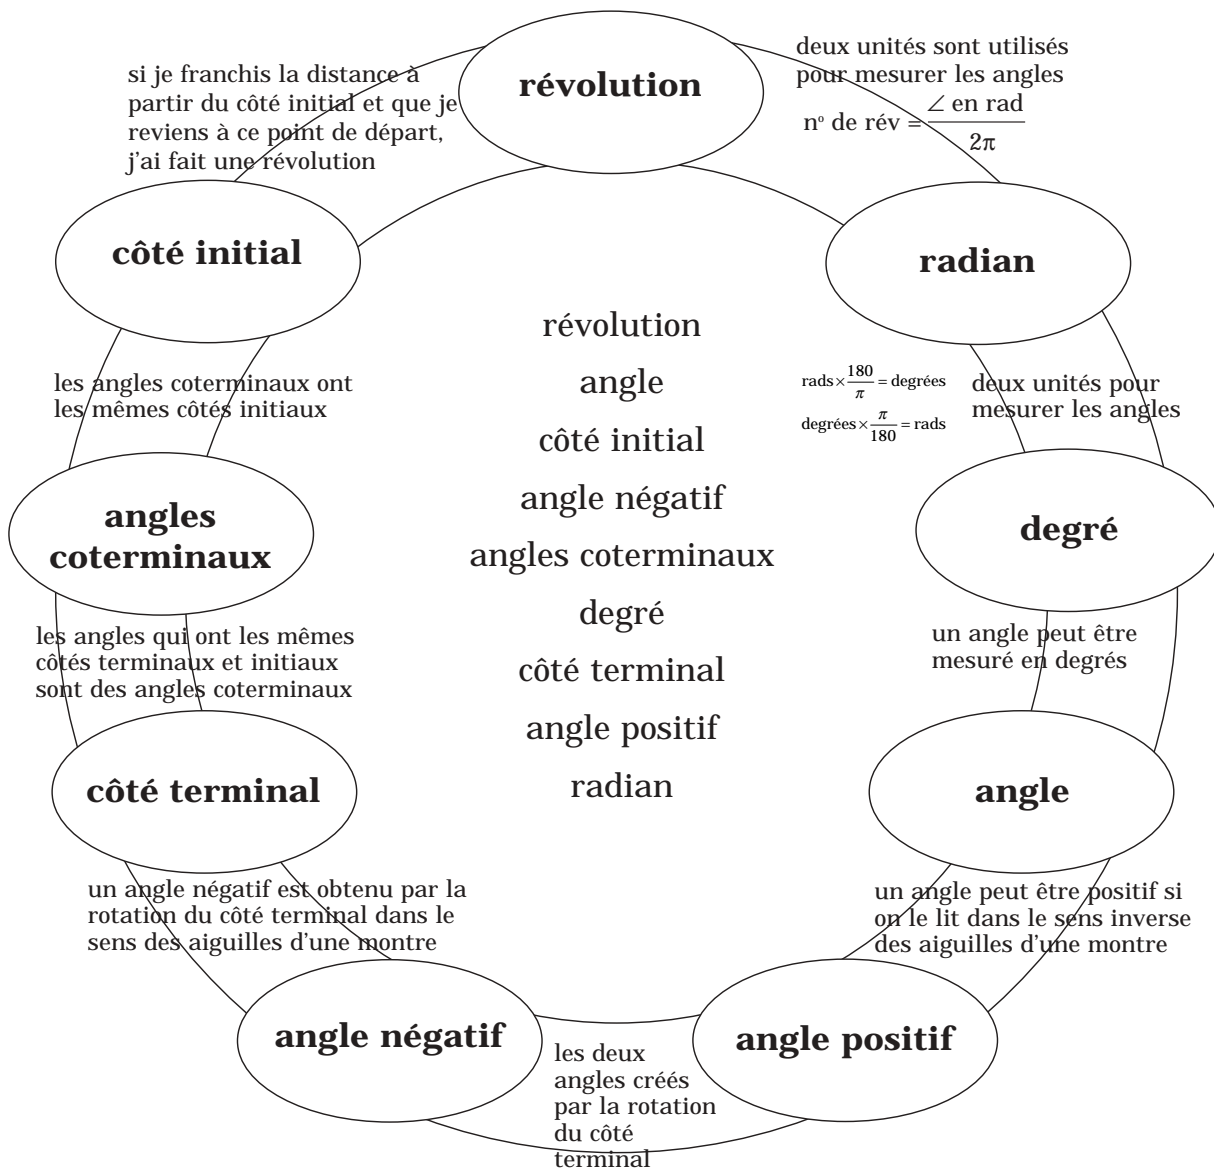 révolution
deux unités sont utilisés
pour mesurer les angles
nº de rév = ∠ en rad / 2π
si je franchis la distance à
partir du côté initial et que je
reviens à ce point de départ,
j'ai fait une révolution
côté initial
radian
rads × 180/π = degrées
degrées × π/180 = rads
deux unités pour
mesurer les angles
les angles coterminaux ont
les mêmes côtés initiaux
révolution
angle
côté initial
angle négatif
angles coterminaux
degré
côté terminal
angle positif
radian
angles
coterminaux
degré
les angles qui ont les mêmes
côtés terminaux et initiaux
sont des angles coterminaux
un angle peut être
mesuré en degrés
côté terminal
angle
un angle négatif est obtenu par la
rotation du côté terminal dans le
sens des aiguilles d'une montre
un angle peut être positif si
on le lit dans le sens inverse
des aiguilles d'une montre
angle négatif
angle positif
les deux
angles créés
par la rotation
du côté
terminal